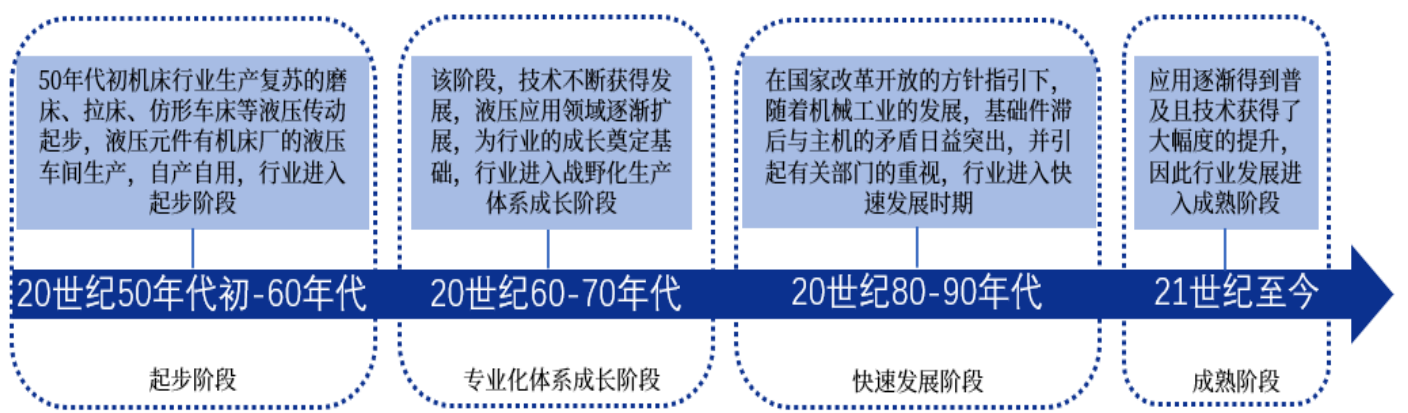 50年代初机床行业生产复苏的磨
床、拉床、仿形车床等液压传动
起步，液压元件有机床厂的液压
车间生产，自产自用，行业进入
起步阶段
该阶段，技术不断获得发
展，液压应用领域逐渐扩
展，为行业的成长奠定基
础，行业进入战野化生产
体系成长阶段
在国家改革开放的方针指引下，
随着机械工业的发展，基础件滞
后与主机的矛盾日益突出，并引
起有关部门的重视，行业进入快
速发展时期
应用逐渐得到普
及且技术获得了
大幅度的提升，
因此行业发展进
入成熟阶段
20世纪50年代初-60年代
20世纪60-70年代
20世纪80-90年代
21世纪至今
起步阶段
专业化体系成长阶段
快速发展阶段
成熟阶段